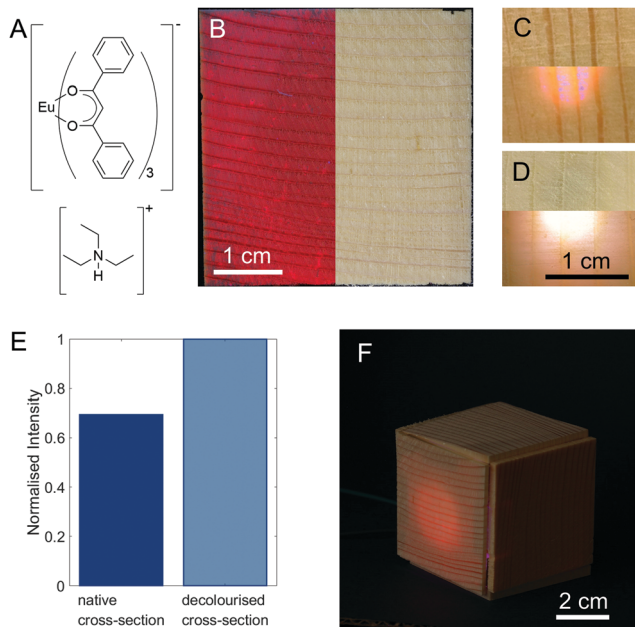 A
Eu
O
O
3
-
N
H
+
B
1 cm
C
D
1 cm
E
Normalised Intensity
1
0.8
0.6
0.4
0.2
0
native
cross-section
decolourised
cross-section
F
2 cm